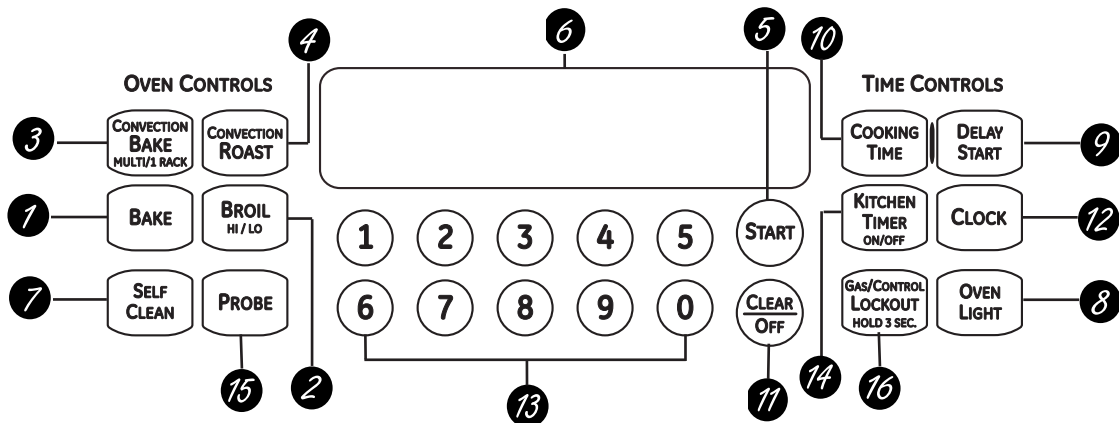 4
6
5
10
OVEN CONTROLS
TIME CONTROLS
3
CONVECTION
BAKE
MULTI/1 RACK
CONVECTION
ROAST
COOKING
TIME
DELAY
START
9
1
BAKE
BROIL
HI / LO
1 2 3 4 5
START
KITCHEN
TIMER
ON/OFF
CLOCK
12
7
SELF
CLEAN
PROBE
6 7 8 9 0
CLEAR
OFF
GAS/CONTROL
LOCKOUT
HOLD 3 SEC.
OVEN
LIGHT
8
15
2
13
11
14
16